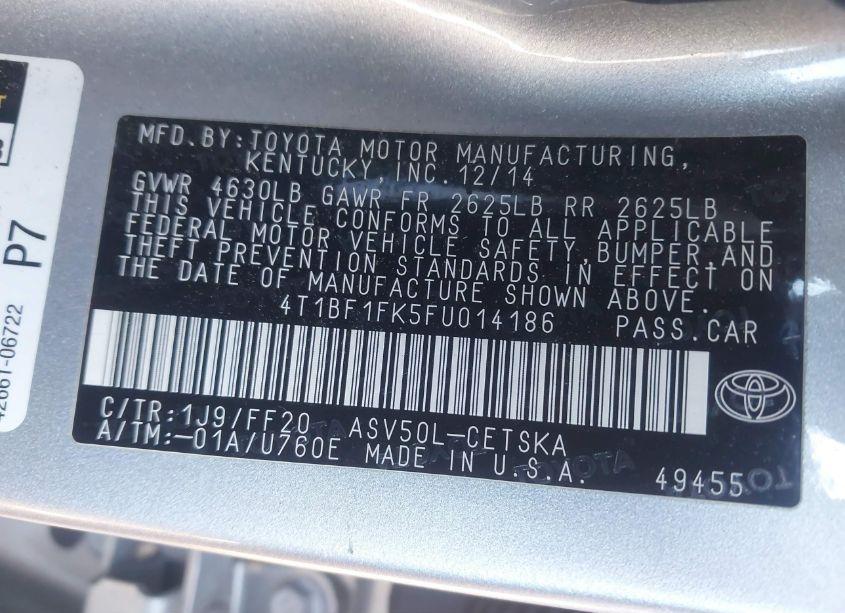 MFD.BY:TOYOTA MOTOR MANUFACTURING,
KENTUCKY, INC. 12/14
GVWR 4630LB GAWR FR 2625LB RR 2625LB
THIS VEHICLE CONFORMS TO ALL APPLICABLE
FEDERAL MOTOR VEHICLE SAFETY,BUMPER,AND
THEFT PREVENTION STANDARDS IN EFFECT ON
THE DATE OF MANUFACTURE SHOWN ABOVE.
4T1BF1FK5FU014186 PASS.CAR
C/TR:1J9/FF20 ASV50L-CETSKA
A/TM:-01A/U760E MADE IN U.S.A. 49455
P7